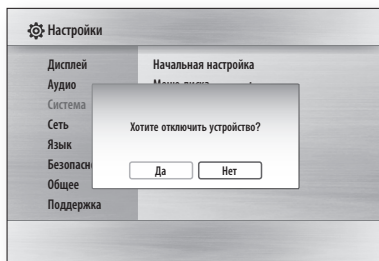 Настройки
Дисплей
Аудио
Система
Сеть
Язык
Общее
Поддержка
Начальная настройка
Хотите отключить устройство?
Да
Нет